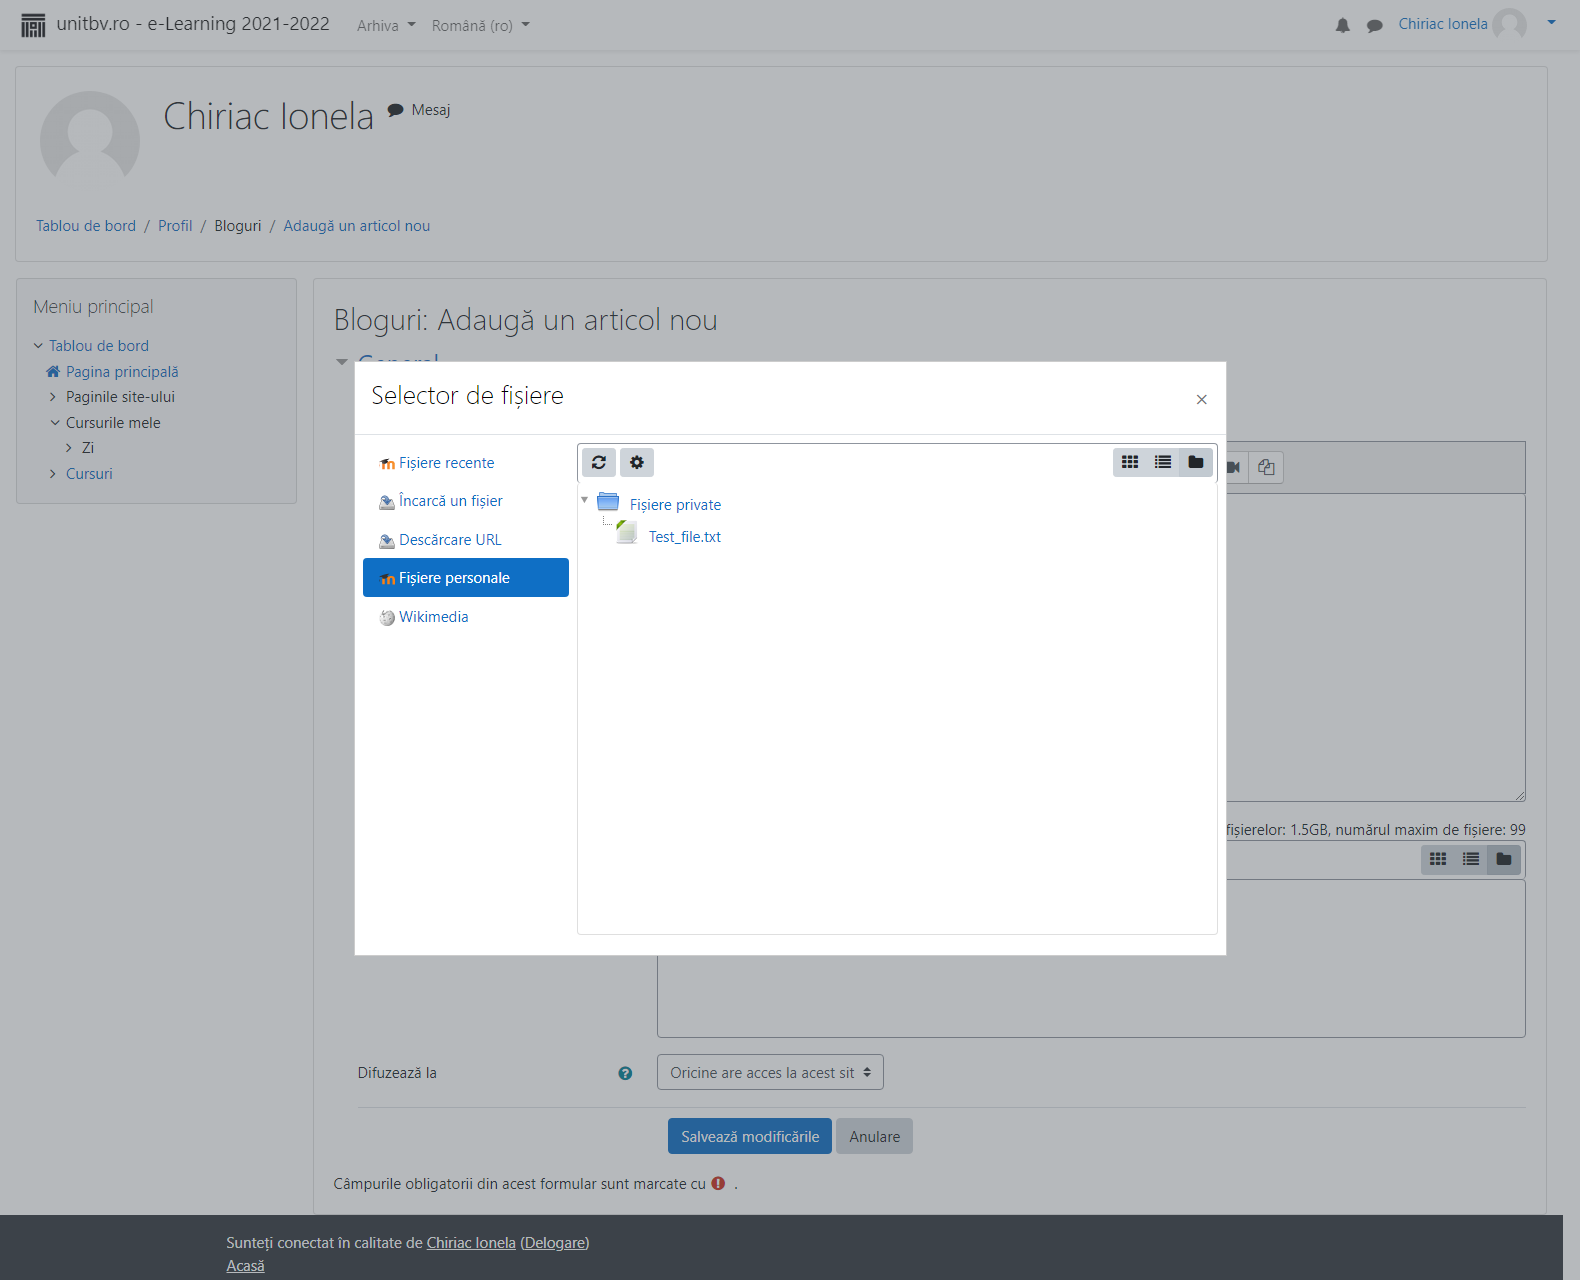 unitbv.ro - e-Learning 2021-2022 Arhiva Română (ro) Chiriac Ionela
Chiriac Ionela Mesaj
Tablou de bord / Profil / Bloguri / Adaugă un articol nou
Meniu principal
Tablou de bord
Pagina principală
Paginile site-ului
Cursurile mele
Zi
Cursuri
Bloguri: Adaugă un articol nou
General
Selector de fișiere ×
Fișiere recente
Încarcă un fișier
Descărcare URL
Fișiere personale
Wikimedia
Fișiere private
Test_file.txt
fișierelor: 1.5GB, numărul maxim de fișiere: 99
Difuzează la Oricine are acces la acest sit
Salvează modificările Anulare
Câmpurile obligatorii din acest formular sunt marcate cu .
Sunteți conectat în calitate de Chiriac Ionela (Delogare)
Acasă